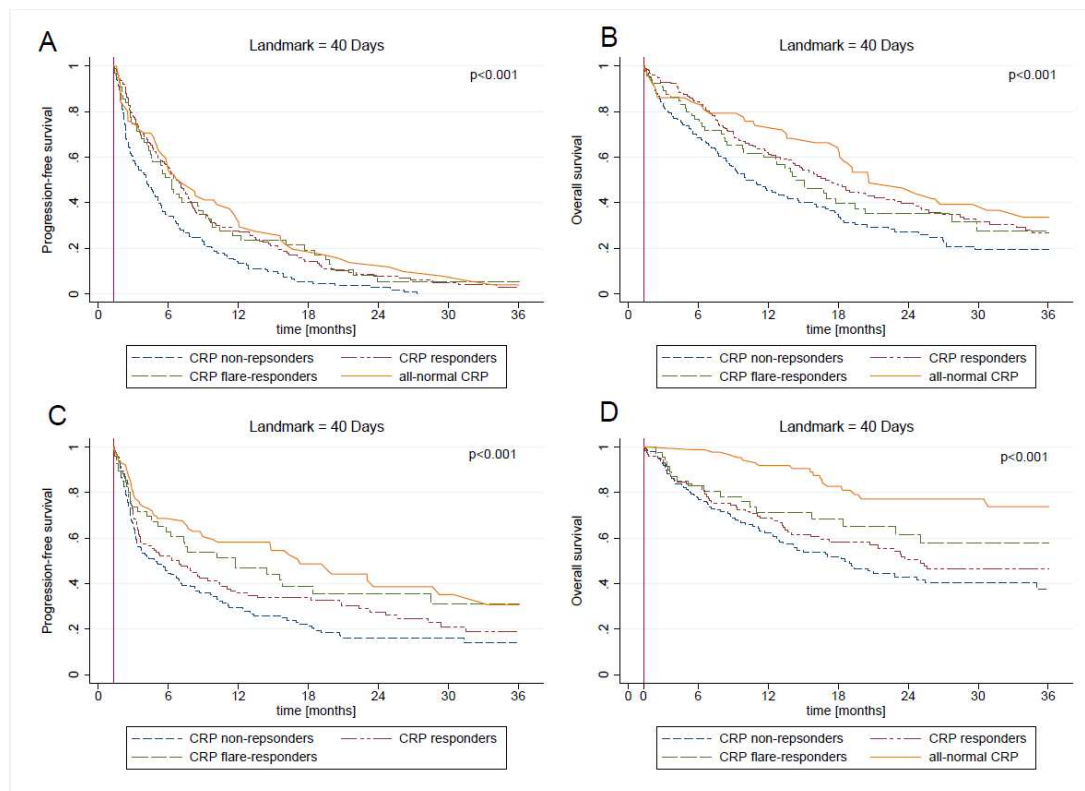 A
Landmark = 40 Days
p<0.001
Progression-free survival
1
.8
.6
.4
.2
0
0 6 12 18 24 30 36
time [months]
CRP non-repsonders CRP responders
CRP flare-responders all-normal CRP
B
Landmark = 40 Days
p<0.001
Overall survival
1
.8
.6
.4
.2
0
0 6 12 18 24 30 36
time [months]
CRP non-repsonders CRP responders
CRP flare-responders all-normal CRP
C
Landmark = 40 Days
p<0.001
Progression-free survival
1
.8
.6
.4
.2
0
0 6 12 18 24 30 36
time [months]
CRP non-repsonders CRP responders
CRP flare-responders
D
Landmark = 40 Days
p<0.001
Overall survival
1
.8
.6
.4
.2
0
0 0 6 12 18 24 30 36
time [months]
CRP non-repsonders CRP responders
CRP flare-responders all-normal CRP